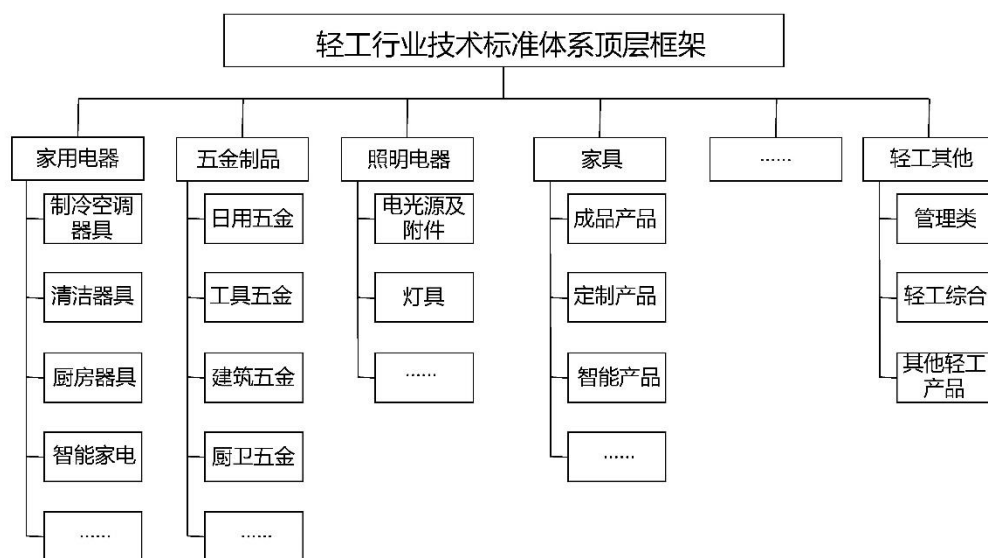 轻工行业技术标准体系顶层框架
家用电器
制冷空调
器具
清洁器具
厨房器具
智能家电
……
五金制品
日用五金
工具五金
建筑五金
厨卫五金
……
照明电器
电光源及
附件
灯具
……
家具
成品产品
定制产品
智能产品
……
……
轻工其他
管理类
轻工综合
其他轻工
产品